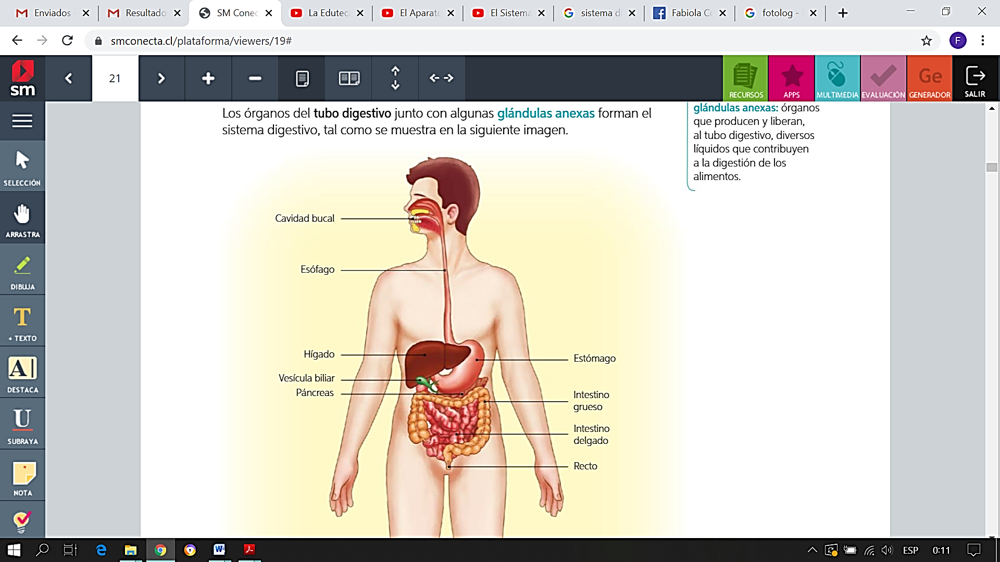 Enviados
Resultado
SM Conec
La Eduteca
El Aparato
El Sistema
sistema di
Fabiola Co
fotolog -
smconecta.cl/plataforma/viewers/19#
F
sm
21
RECURSOS
APPS
MULTIMEDIA
EVALUACIÓN
Ge
GENERADOR
SALIR
SELECCIÓN
ARRASTRA
DIBUJA
T
+ TEXTO
A
DESTACA
U
SUBRAYA
NOTA
Los órganos del tubo digestivo junto con algunas glándulas anexas forman el
sistema digestivo, tal como se muestra en la siguiente imagen.
glándulas anexas: órganos
que producen y liberan,
al tubo digestivo, diversos
líquidos que contribuyen
a la digestión de los
alimentos.
Cavidad bucal
Esófago
Hígado
Vesícula biliar
Páncreas
Estómago
Intestino
grueso
Intestino
delgado
Recto
ESP
0:11